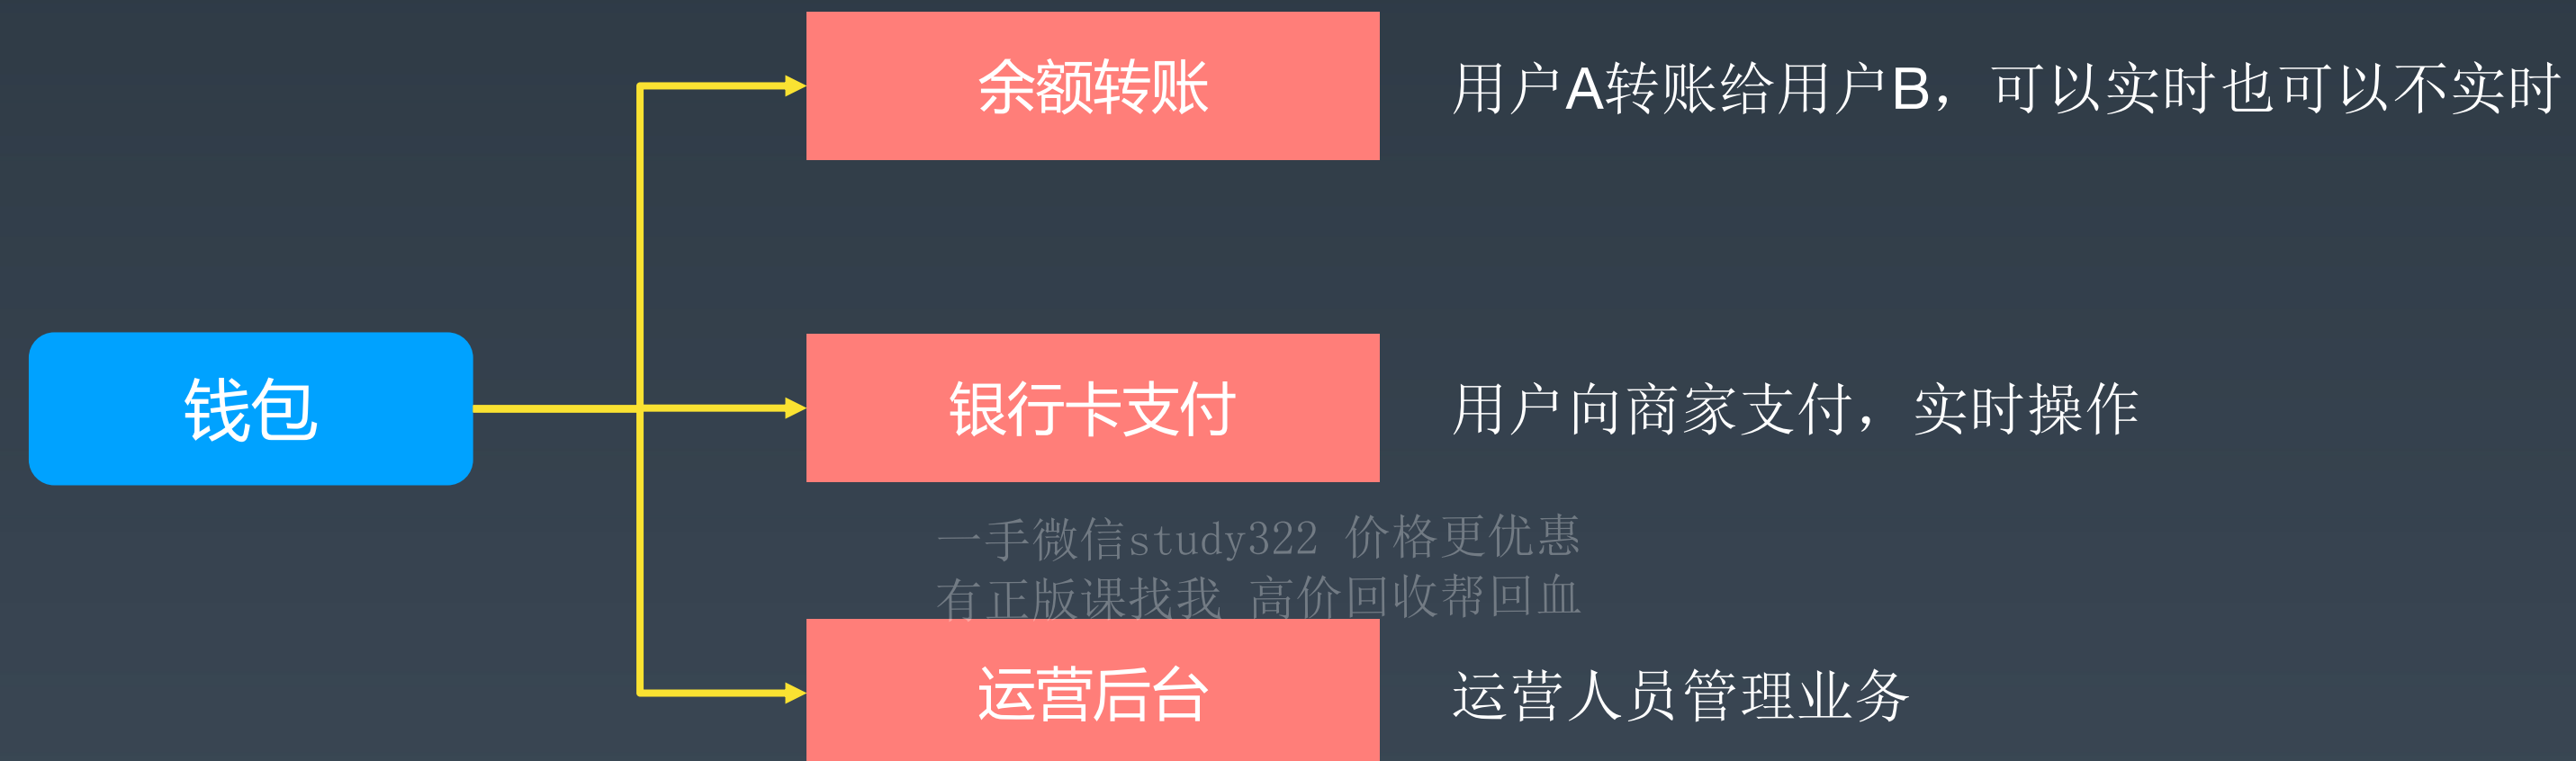 余额转账
用户A转账给用户B，可以实时也可以不实时
钱包
银行卡支付
用户向商家支付，实时操作
一手微信study322 价格更优惠
有正版课找我 高价回收帮回血
运营后台
运营人员管理业务